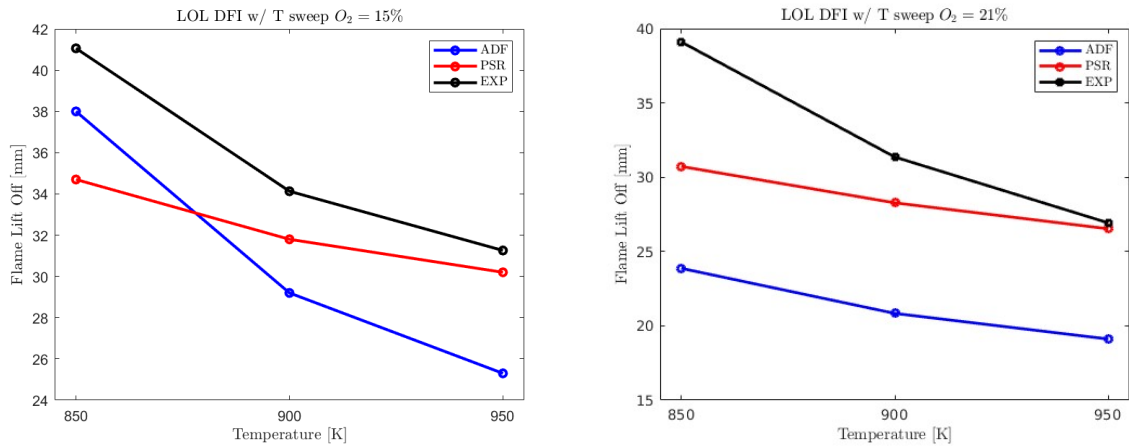 LOL DFI w/ T sweep O₂ = 15%
42
40
38
36
34
32
30
28
26
24
Flame Lift Off [mm]
850
900
950
Temperature [K]
ADF
PSR
EXP
LOL DFI w/ T sweep O₂ = 21%
40
35
30
25
20
15
Flame Lift Off [mm]
850
900
950
Temperature [K]
ADF
PSR
EXP